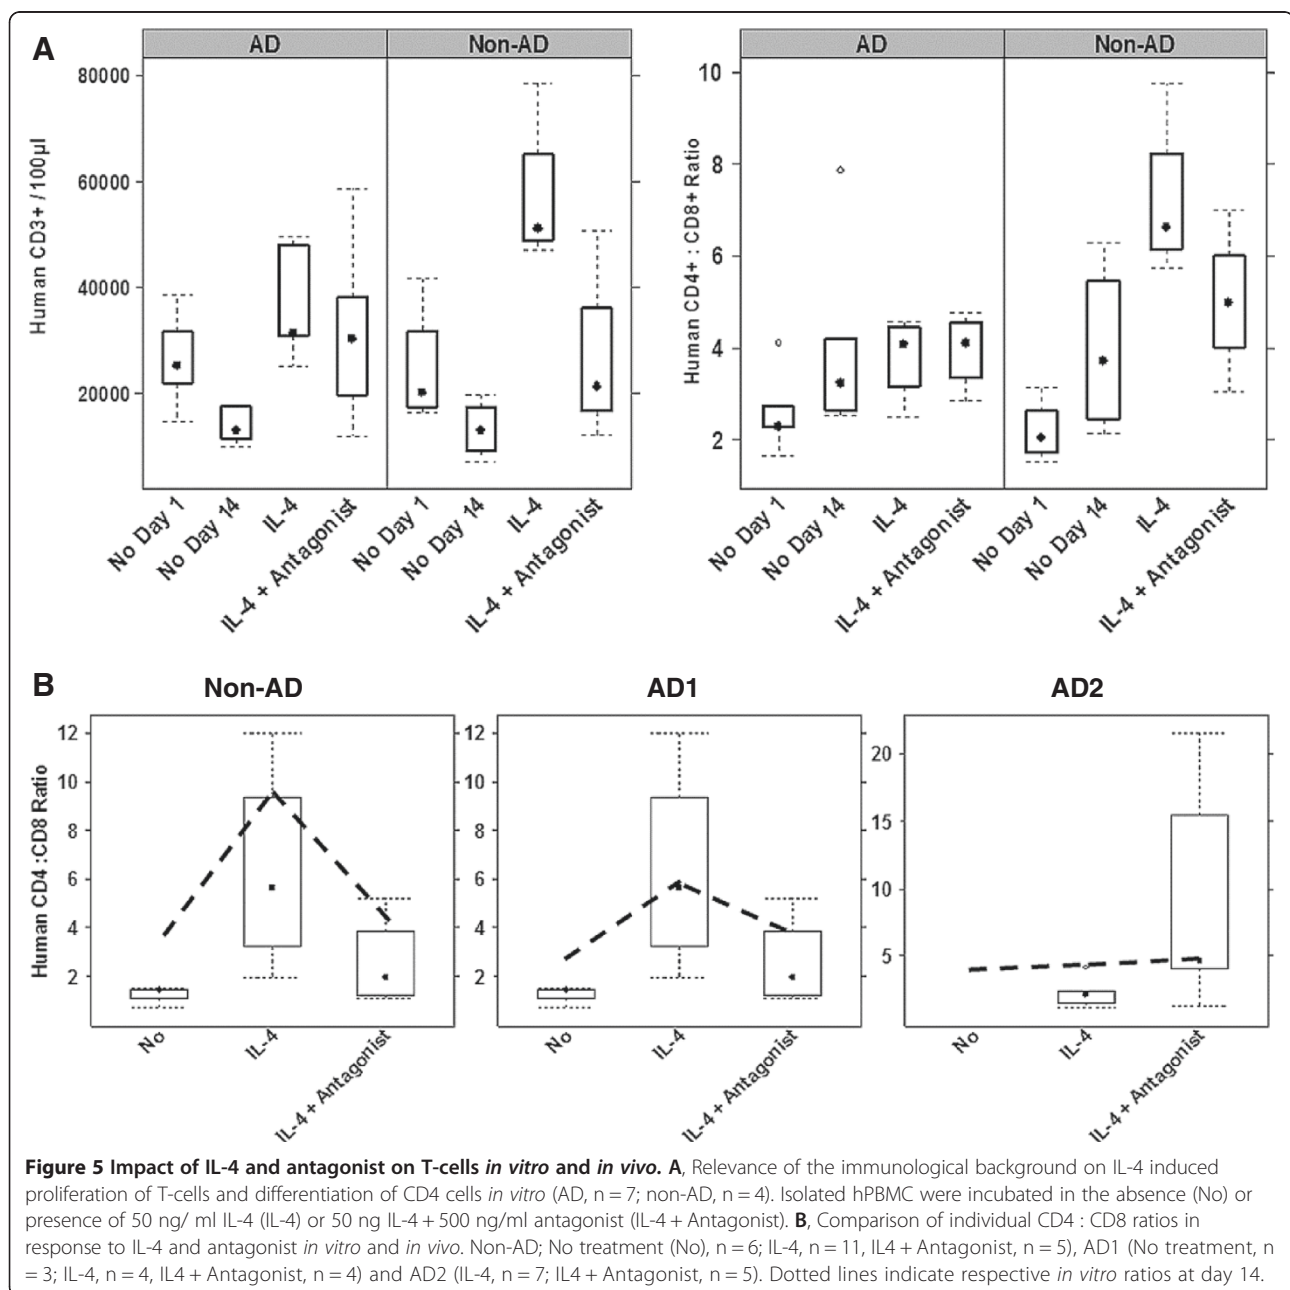 A
AD
Non-AD
Human CD3+ /100µl
80000
60000
40000
20000
No Day 1
No Day 14
IL-4
IL-4 + Antagonist
No Day 1
No Day 14
IL-4
IL-4 + Antagonist
AD
Non-AD
Human CD4+ : CD8+ Ratio
10
8
6
4
2
No Day 1
No Day 14
IL-4
IL-4 + Antagonist
No Day 1
No Day 14
IL-4
IL-4 + Antagonist
B
Non-AD
Human CD4 :CD8 Ratio
12
10
8
6
4
2
No
IL-4
IL-4 + Antagonist
AD1
12
10
8
6
4
2
No
IL-4
IL-4 + Antagonist
AD2
20
15
10
5
No
IL-4
IL-4 + Antagonist
Figure 5 Impact of IL-4 and antagonist on T-cells in vitro and in vivo. A, Relevance of the immunological background on IL-4 induced
proliferation of T-cells and differentiation of CD4 cells in vitro (AD, n = 7; non-AD, n = 4). Isolated hPBMC were incubated in the absence (No) or
presence of 50 ng/ ml IL-4 (IL-4) or 50 ng IL-4 + 500 ng/ml antagonist (IL-4 + Antagonist). B, Comparison of individual CD4 : CD8 ratios in
response to IL-4 and antagonist in vitro and in vivo. Non-AD; No treatment (No), n = 6; IL-4, n = 11, IL4 + Antagonist, n = 5), AD1 (No treatment, n
= 3; IL-4, n = 4, IL4 + Antagonist, n = 4) and AD2 (IL-4, n = 7; IL4 + Antagonist, n = 5). Dotted lines indicate respective in vitro ratios at day 14.